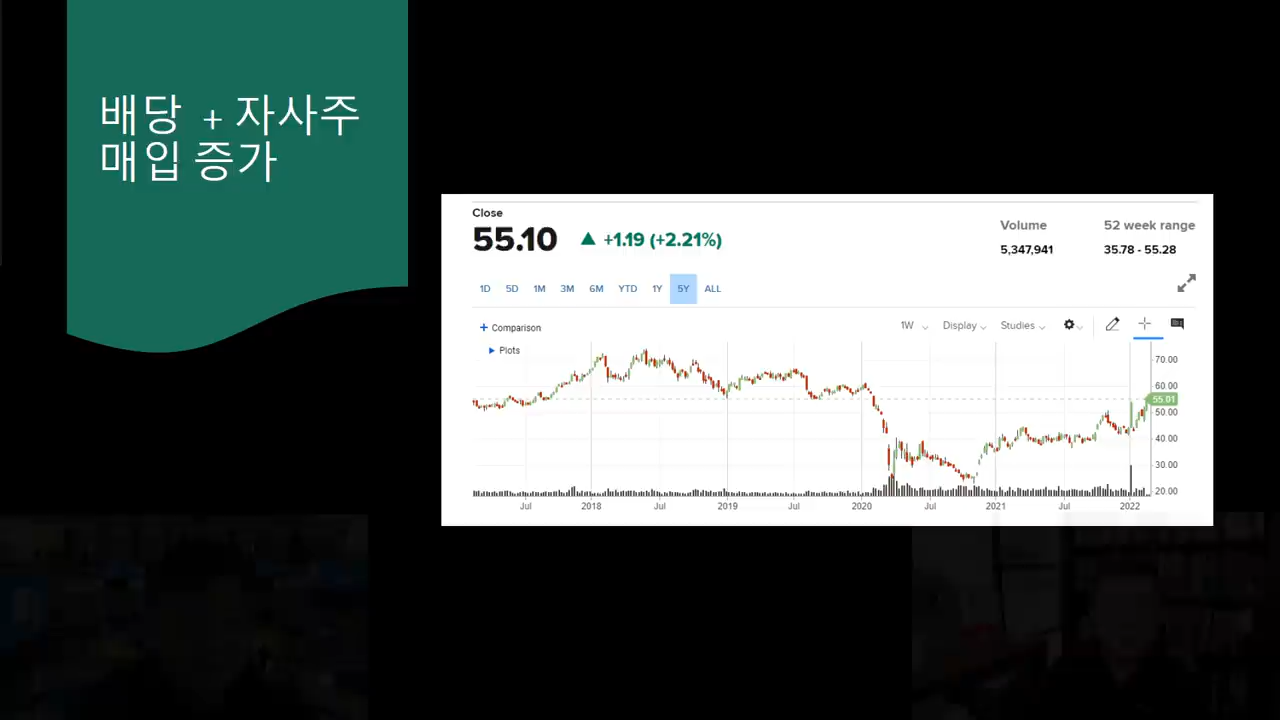 배당 + 자사주
매입 증가
Close
55.10 +1.19 (+2.21%)
Volume
5,347,941
52 week range
35.78 - 55.28
1D 5D 1M 3M 6M YTD 1Y 5Y ALL
+ Comparison
1W Display Studies
Plots
70.00
60.00
55.01
50.00
40.00
30.00
20.00
Jul 2018 Jul 2019 Jul 2020 Jul 2021 Jul 2022